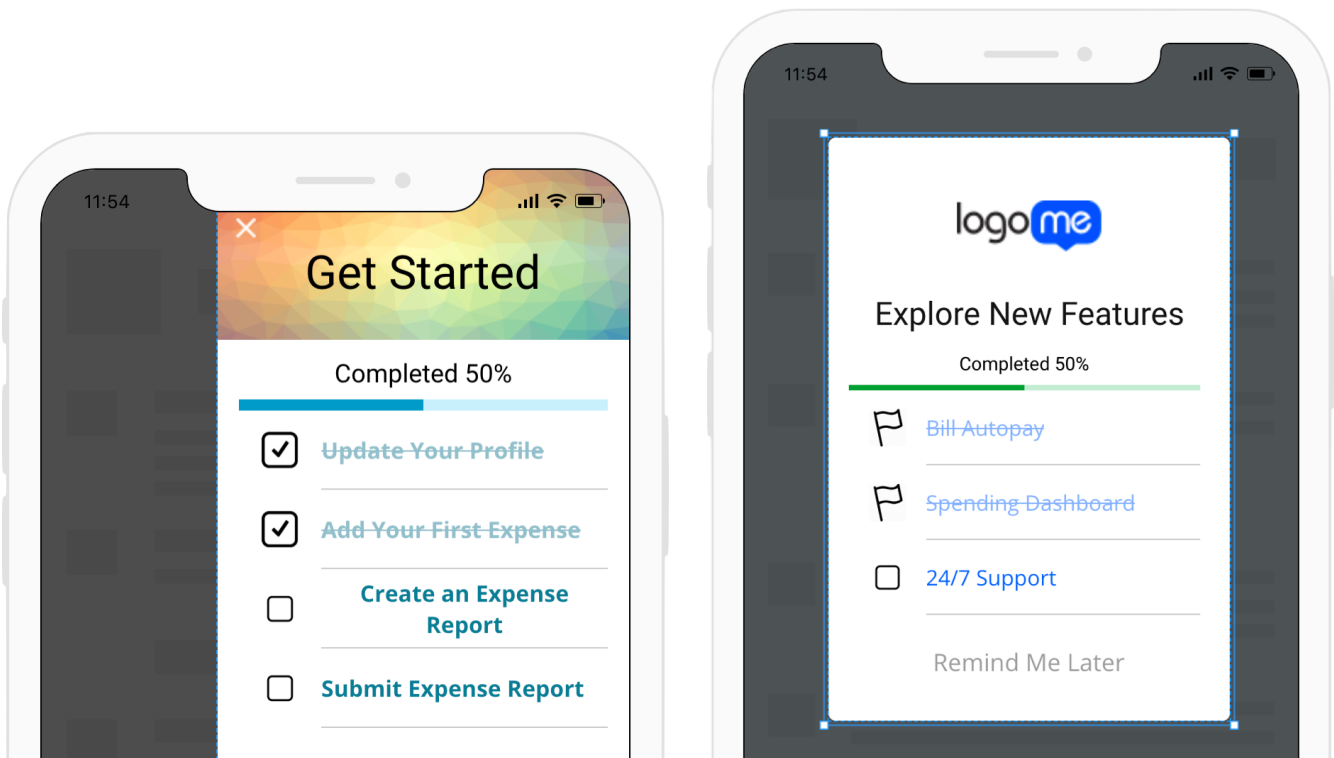 11:54
Get Started
Completed 50%
Update Your Profile
Add Your First Expense
Create an Expense
Report
Submit Expense Report
11:54
logome
Explore New Features
Completed 50%
Bill Autopay
Spending Dashboard
24/7 Support
Remind Me Later